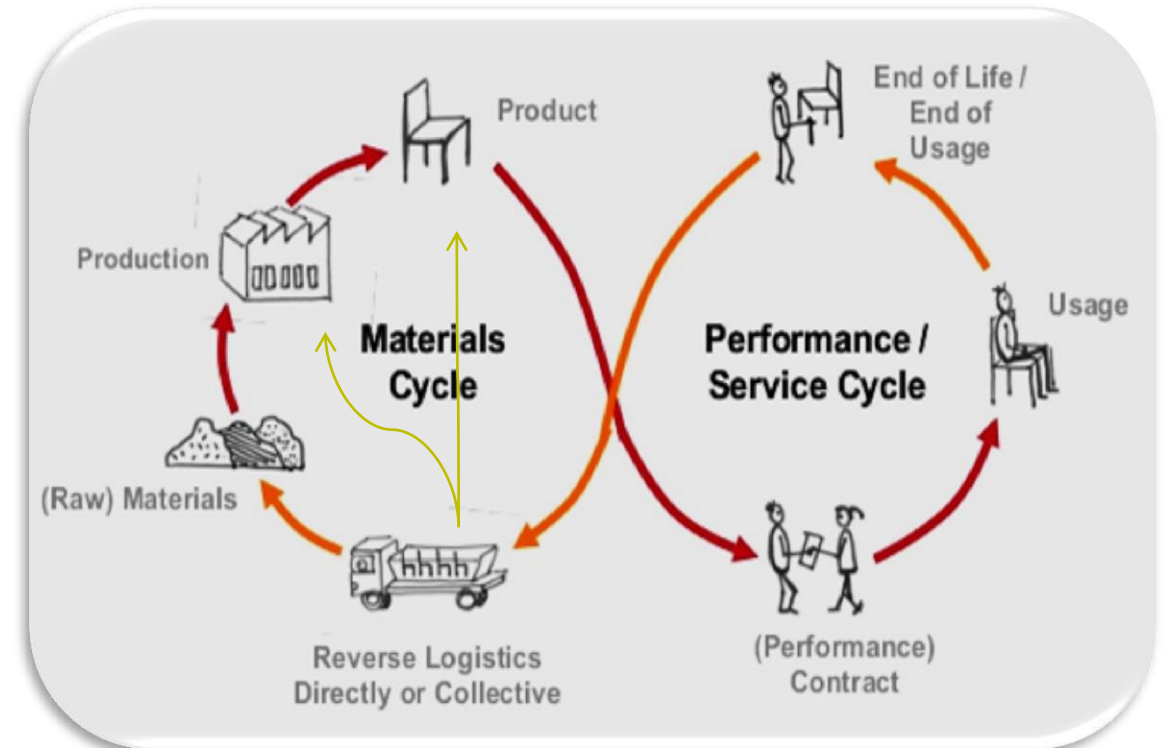 Product
End of Life /
End of
Usage
Production
Usage
Materials
Cycle
Performance /
Service Cycle
(Raw) Materials
Reverse Logistics
Directly or Collective
(Performance)
Contract